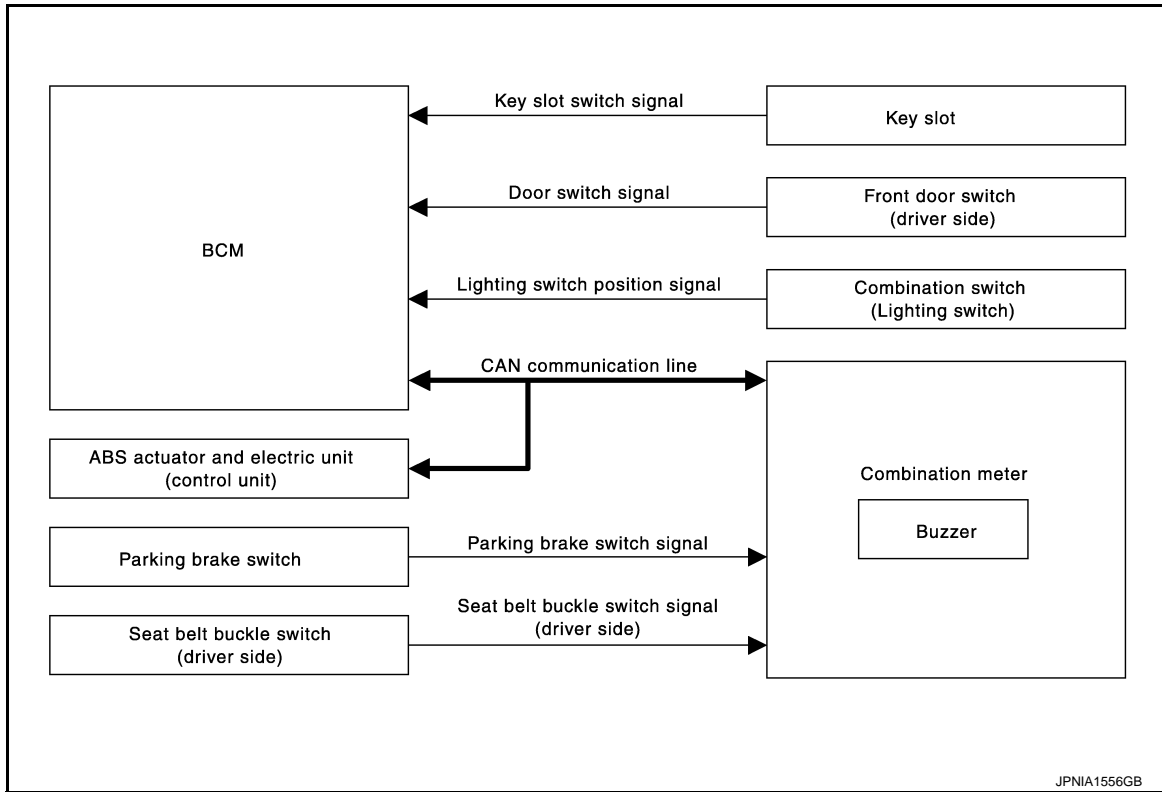 Key slot switch signal
Key slot
Door switch signal
Front door switch
(driver side)
BCM
Lighting switch position signal
Combination switch
(Lighting switch)
CAN communication line
ABS actuator and electric unit
(control unit)
Combination meter
Buzzer
Parking brake switch
Parking brake switch signal
Seat belt buckle switch signal
(driver side)
Seat belt buckle switch
(driver side)
JPNIA1556GB